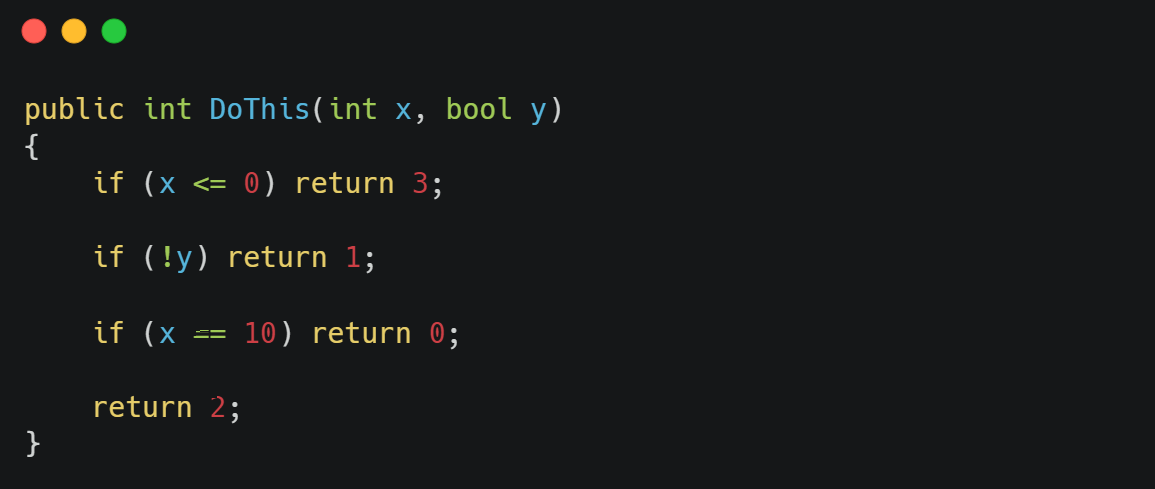 public int DoThis(int x, bool y)
{
    if (x <= 0) return 3;
    if (!y) return 1;
    if (x == 10) return 0;
    return 2;
}